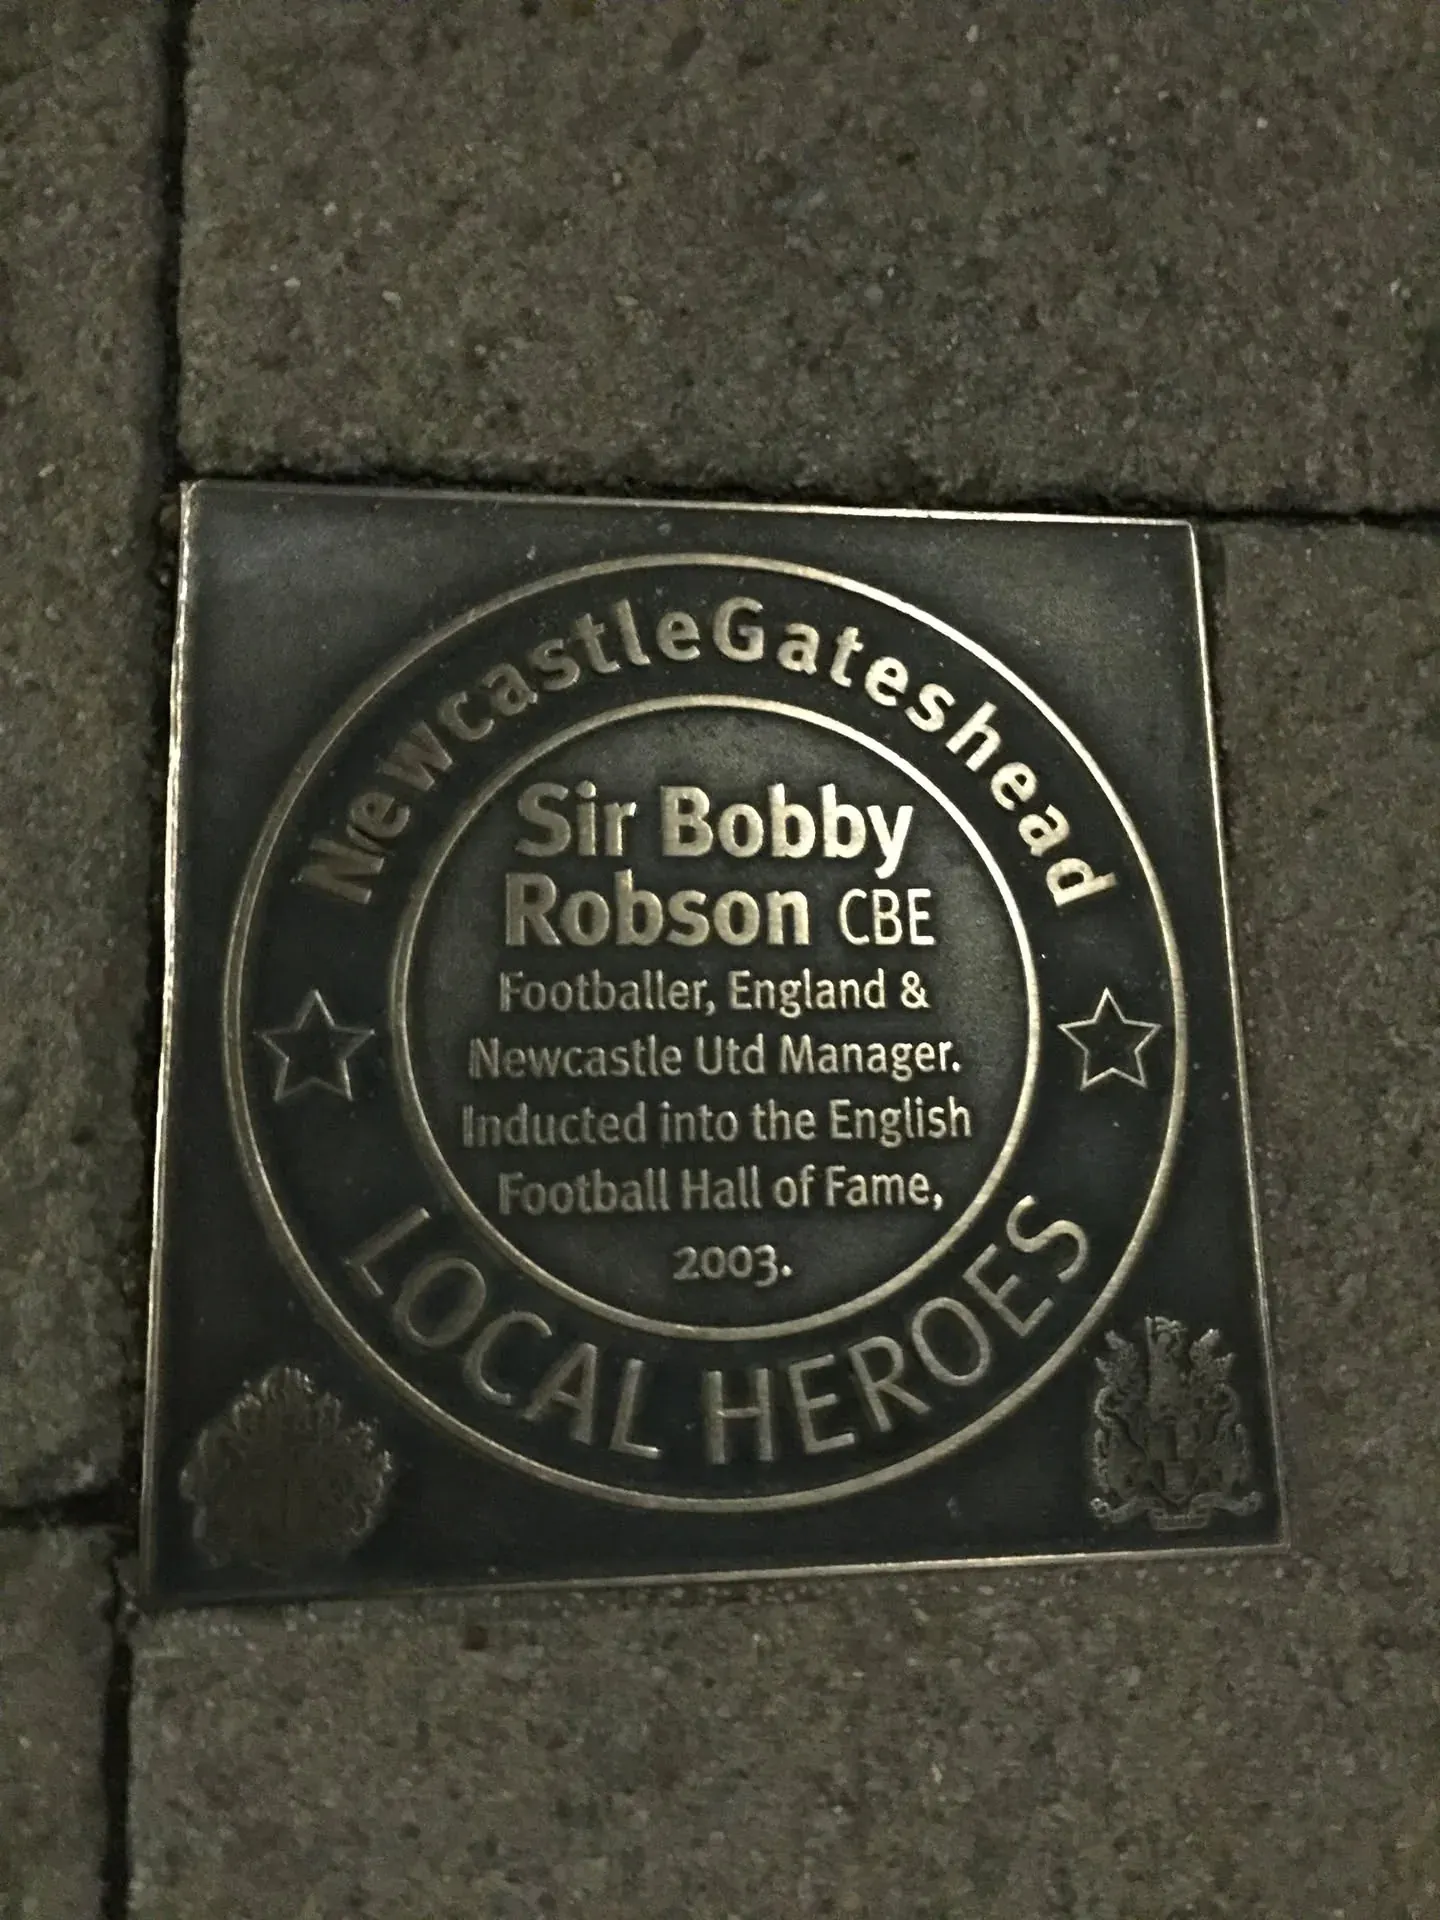 NewcastleGateshead
Sir Bobby
Robson CBE
Footballer, England &
Newcastle Utd Manager.
Inducted into the English
Football Hall of Fame,
2003.
LOCAL HEROES